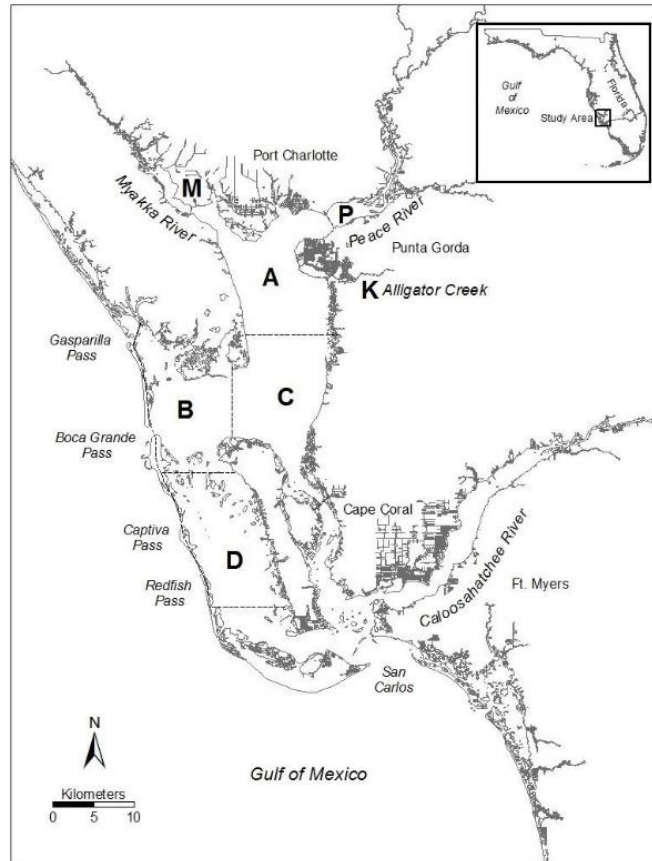 Gulf
of
Mexico
Florida
Study Area
Port Charlotte
M
P
Myakka River
Peace River
Punta Gorda
A
K
Alligator Creek
Gasparilla
Pass
B
C
Boca Grande
Pass
Cape Coral
Captiva
Pass
D
Redfish
Pass
Caloosahatchee River
Ft. Myers
San
Carlos
N
Gulf of Mexico
Kilometers
0 5 10